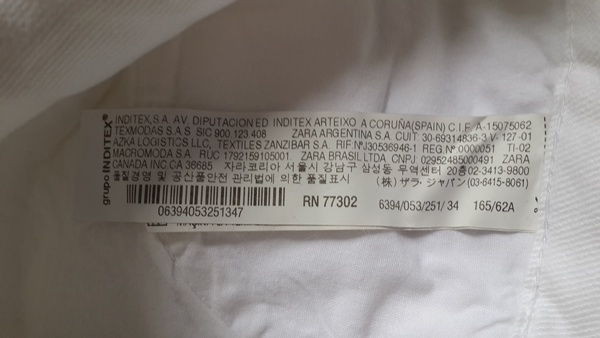 grupo INDITEX®
INDITEX,S.A. AV. DIPUTACION ED. INDITEX ARTEIXO A CORUÑA(SPAIN) C.I.F. A-15075062
TEXMODAS S.A.S. SIC 900 123 408 ZARA ARGENTINA S.A. CUIT 30-69314836-3 V- 127-01
AZKA LOGISTICS LLC, TEXTILES ZANZIBAR S.A. RIF NºJ30536946-1 REG Nº 0000051 TI-02
MACROMODA S.A. RUC 1792159105001 ZARA BRASIL LTDA. CNPJ 02952485000491 ZARA
CANADA INC.CA 36685 자라코리아 서울시 강남구 삼성동 무역센터 20층02-3413-9800
품질경영 및 공산품안전 관리법에 의한 품질표시 (株) ザラ・ジャパン (03-6415-8061)
06394053251347 RN 77302 6394/053/251/ 34 165/62A